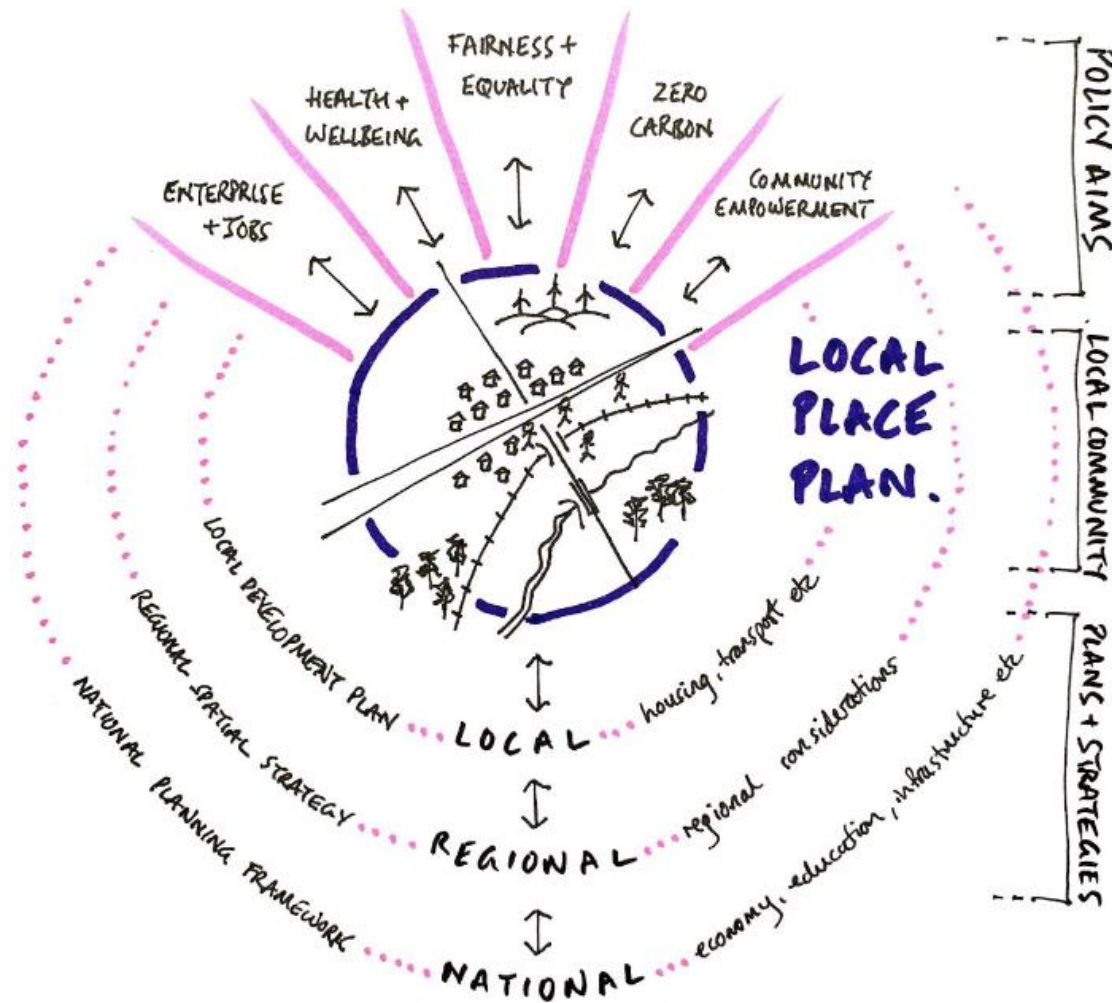 FAIRNESS +
EQUALITY
HEALTH +
WELLBEING
ZERO
CARBON
ENTERPRISE
+ JOBS
COMMUNITY
EMPOWERMENT
POLICY AIMS
LOCAL
PLACE
PLAN.
LOCAL COMMUNITY
LOCAL DEVELOPMENT PLAN
LOCAL
housing, transport etc
REGIONAL SPATIAL STRATEGY
REGIONAL
regional considerations
NATIONAL PLANNING FRAMEWORK
NATIONAL
economy, education, infrastructure etc
PLANS + STRATEGIES